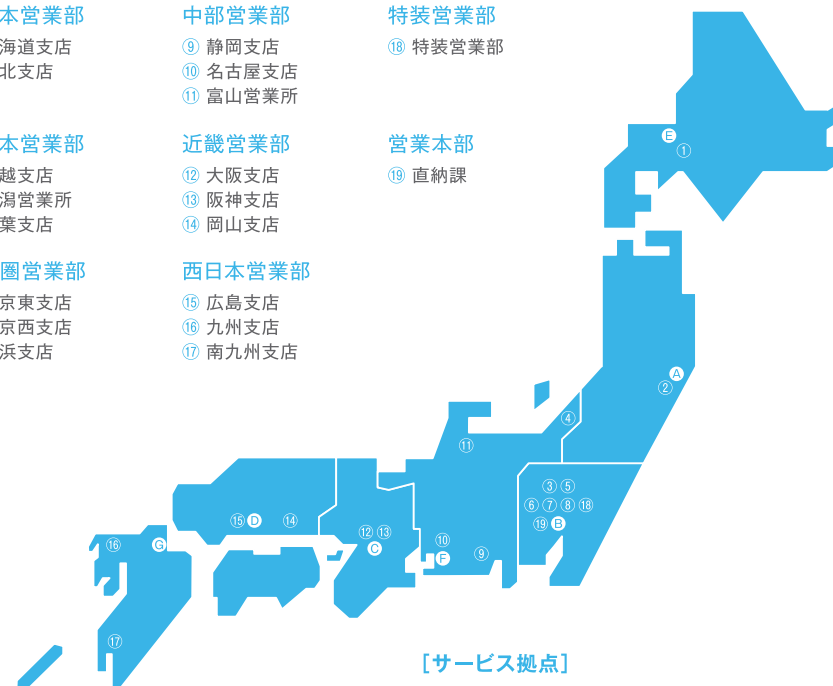 本営業部
海道支店
北支店
本営業部
越支店
潟営業所
葉支店
圏営業部
京東支店
京西支店
浜支店
中部営業部
⑨ 静岡支店
⑩ 名古屋支店
⑪ 富山営業所
近畿営業部
⑫ 大阪支店
⑬ 阪神支店
⑭ 岡山支店
西日本営業部
⑮ 広島支店
⑯ 九州支店
⑰ 南九州支店
特装営業部
⑱ 特装営業部
営業本部
⑲ 直納課
Ⓔ
①
Ⓐ
②
④
⑪
③ ⑤
⑥ ⑦ ⑧ ⑱
⑲ Ⓑ
⑮ Ⓓ ⑭
⑫ ⑬
Ⓒ
⑩
Ⓕ ⑨
⑯ Ⓖ
⑰
[サービス拠点]